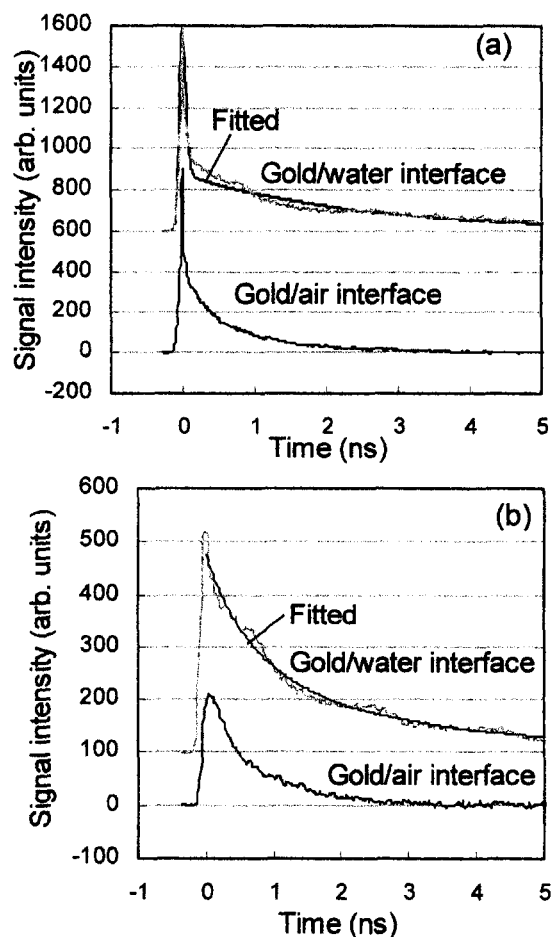 (a)
Signal intensity (arb. units)
1600
1400
1200
1000
800
600
400
200
0
-200
Fitted
Gold/water interface
Gold/air interface
-1 0 1 2 3 4 5
Time (ns)
(b)
Signal intensity (arb. units)
600
500
400
300
200
100
0
-100
Fitted
Gold/water interface
Gold/air interface
-1 0 1 2 3 4 5
Time (ns)